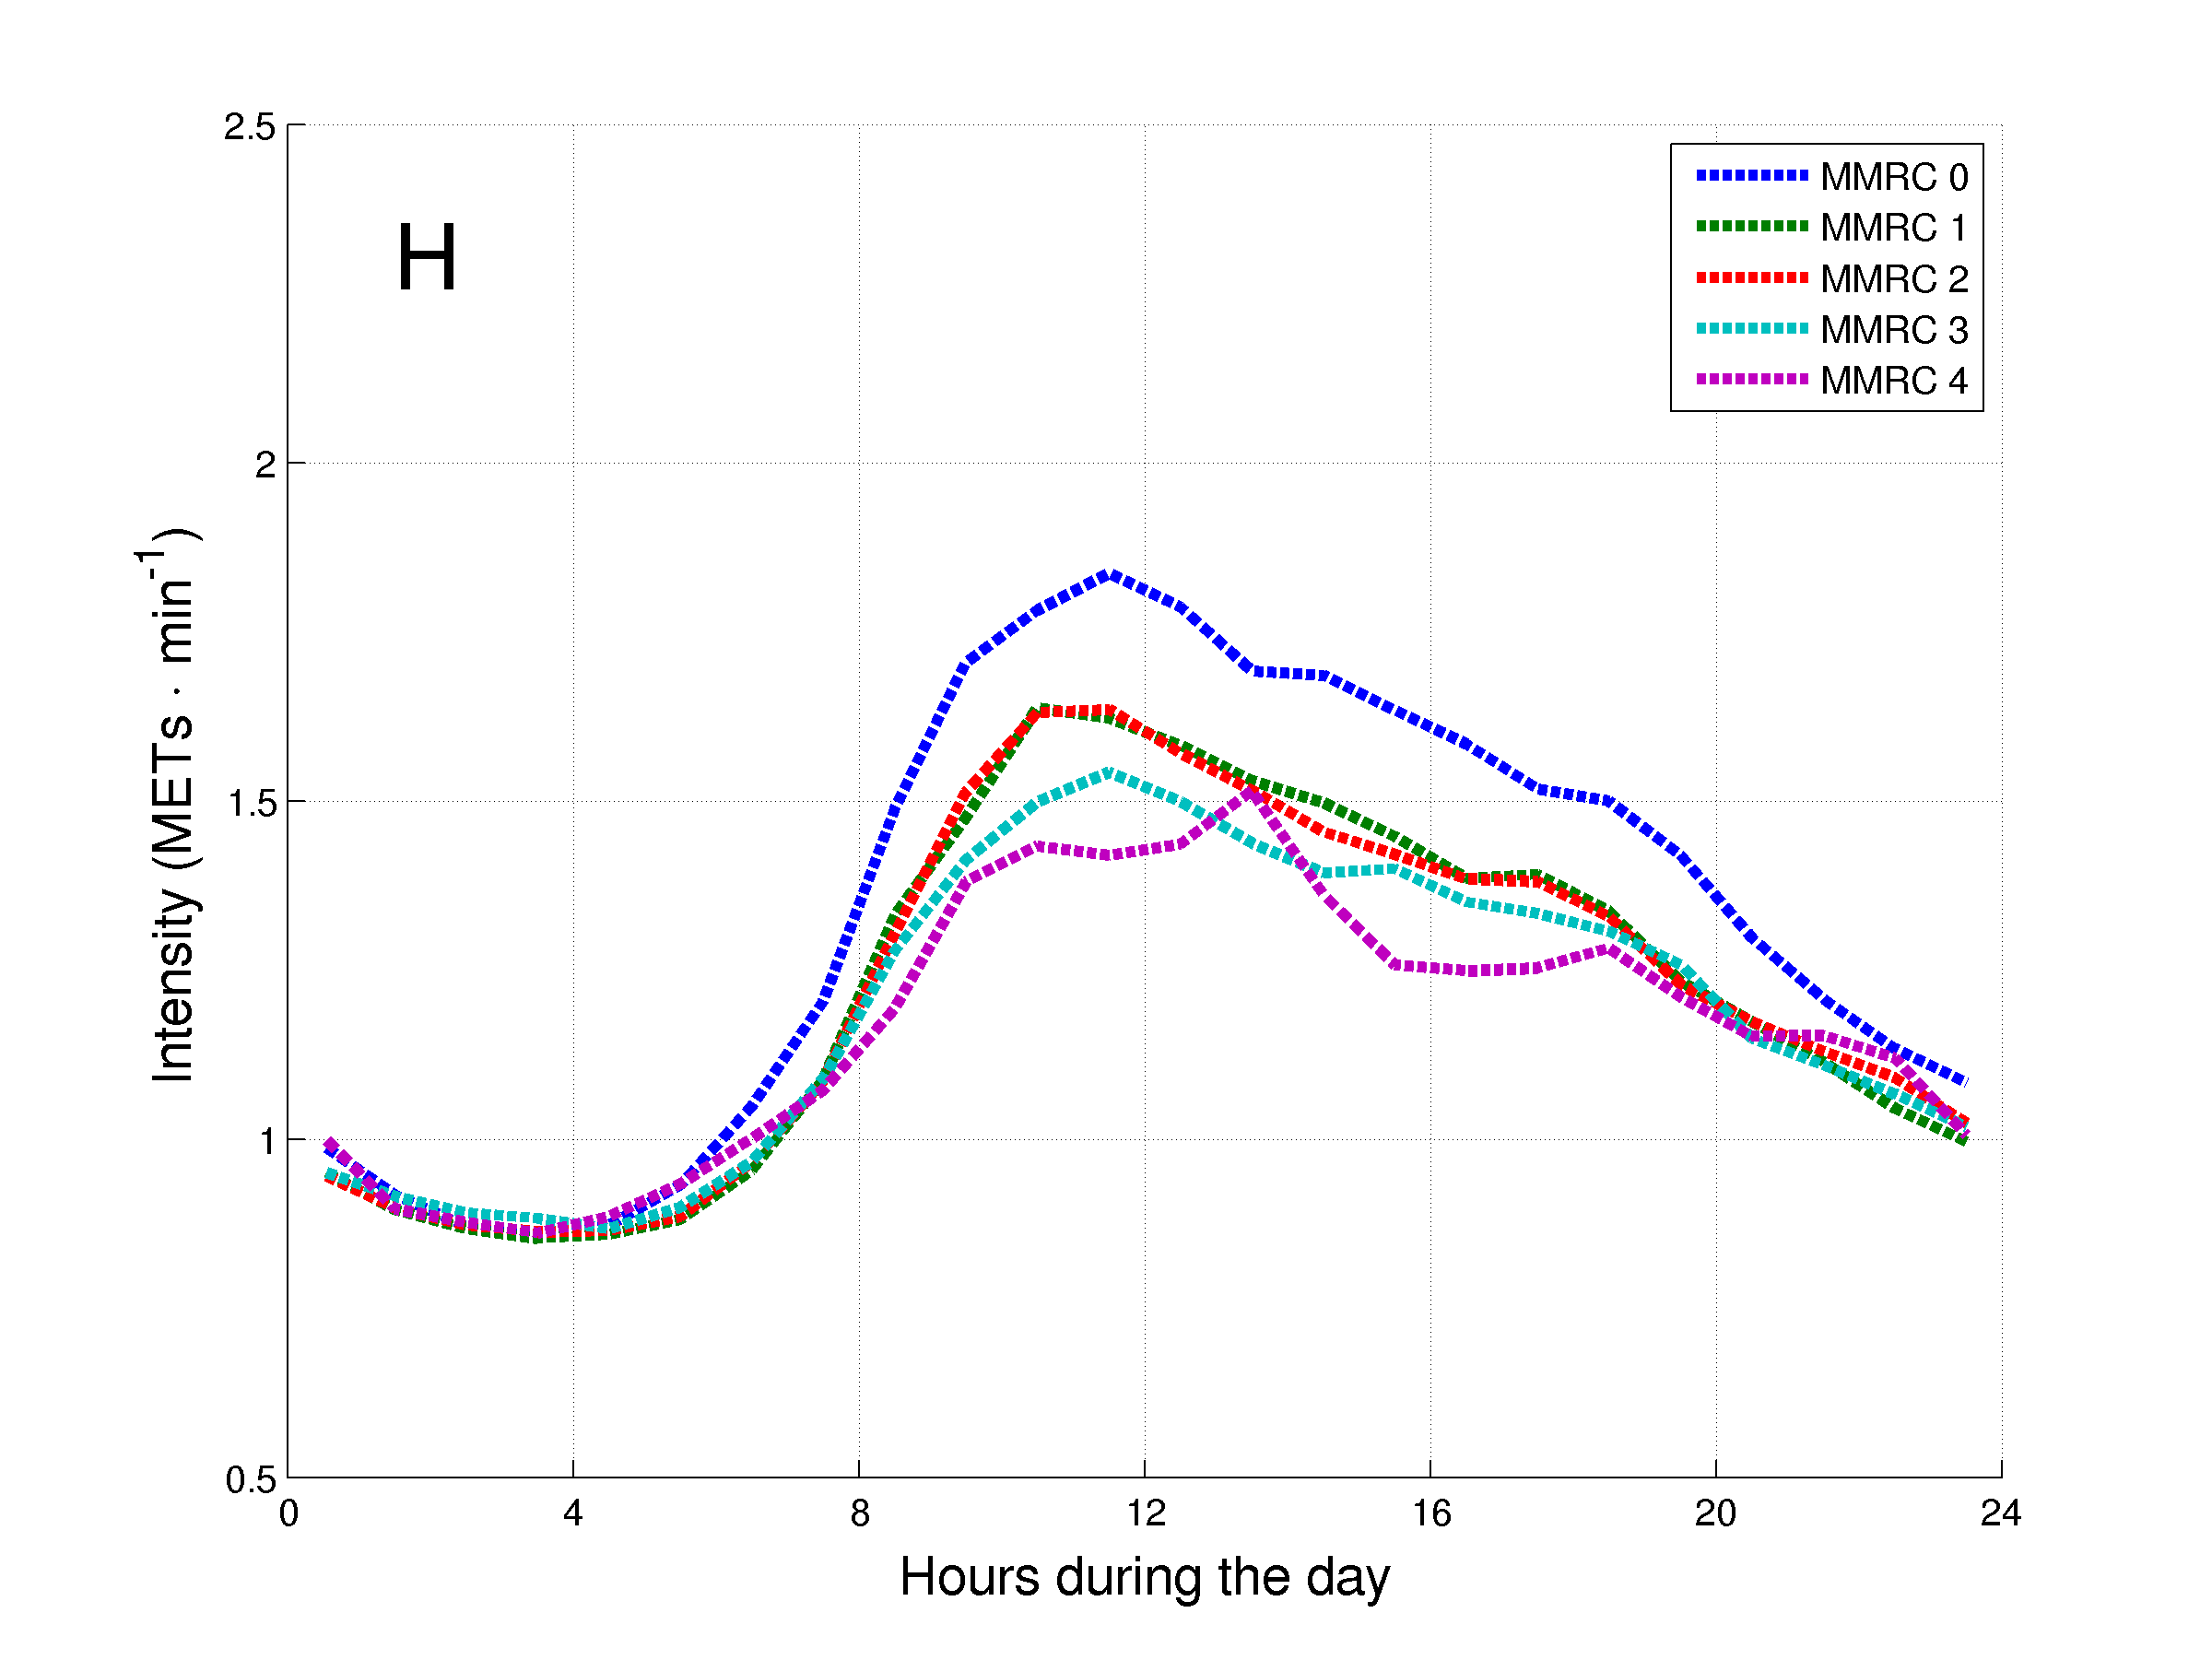 H
MMRC 0
MMRC 1
MMRC 2
MMRC 3
MMRC 4
2.5
2
1.5
1
0.5
Intensity (METs · min⁻¹)
0 4 8 12 16 20 24
Hours during the day